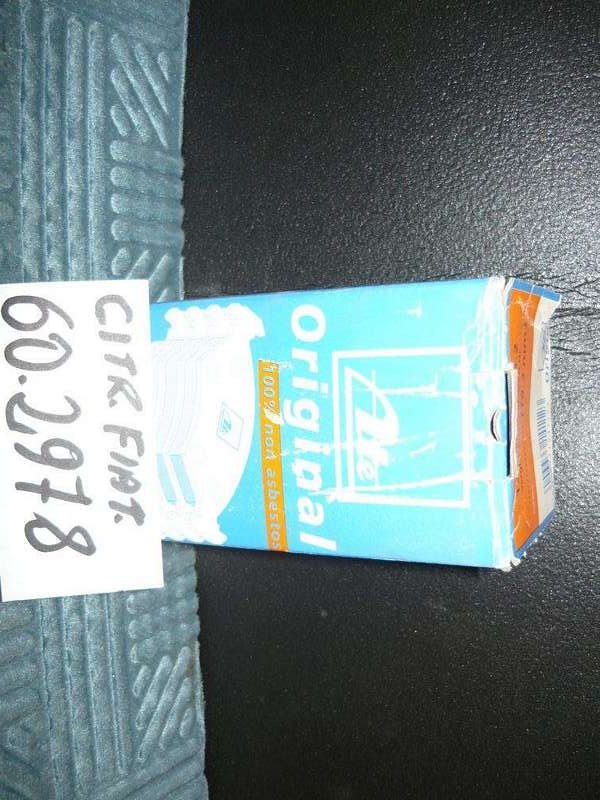 CITR FIAT.
60.2978
Original
100% non asbestos